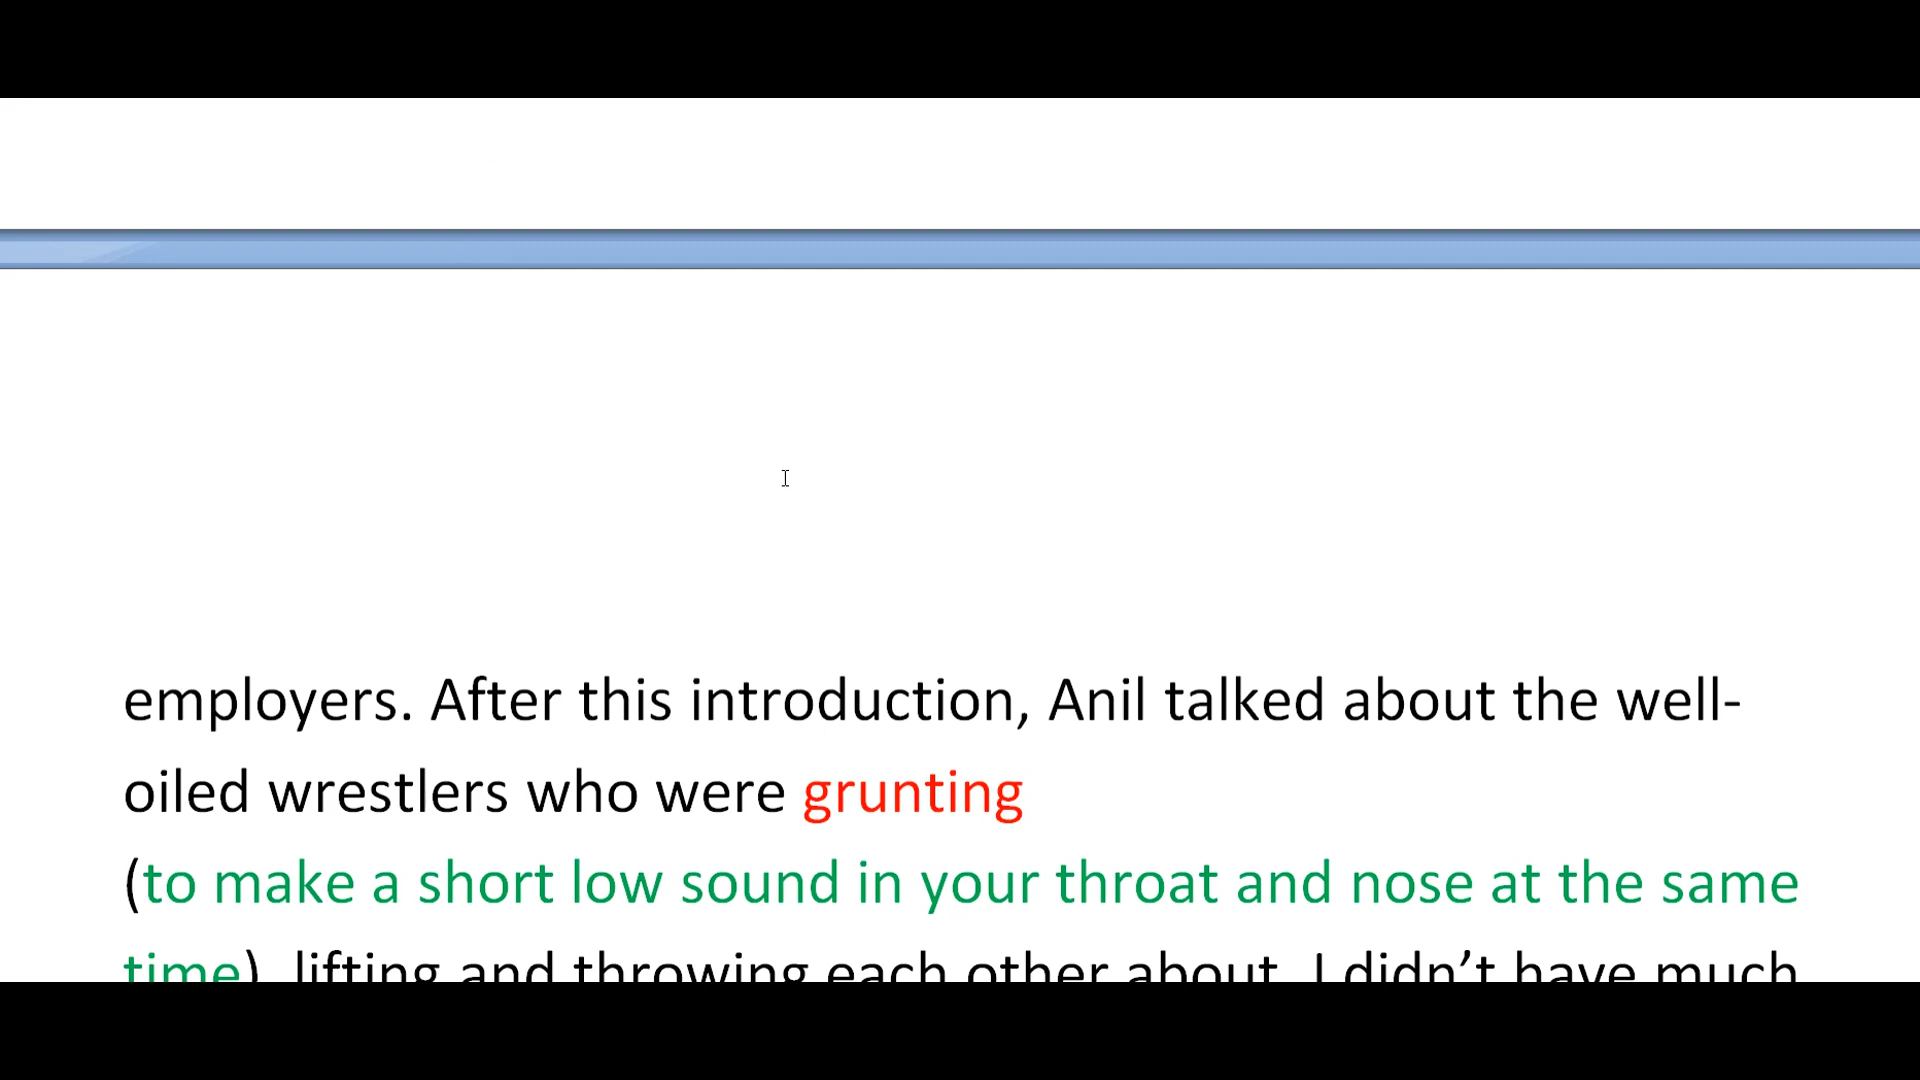 employers. After this introduction, Anil talked about the well-
oiled wrestlers who were grunting
(to make a short low sound in your throat and nose at the same
time), lifting and throwing each other about. I didn’t have much